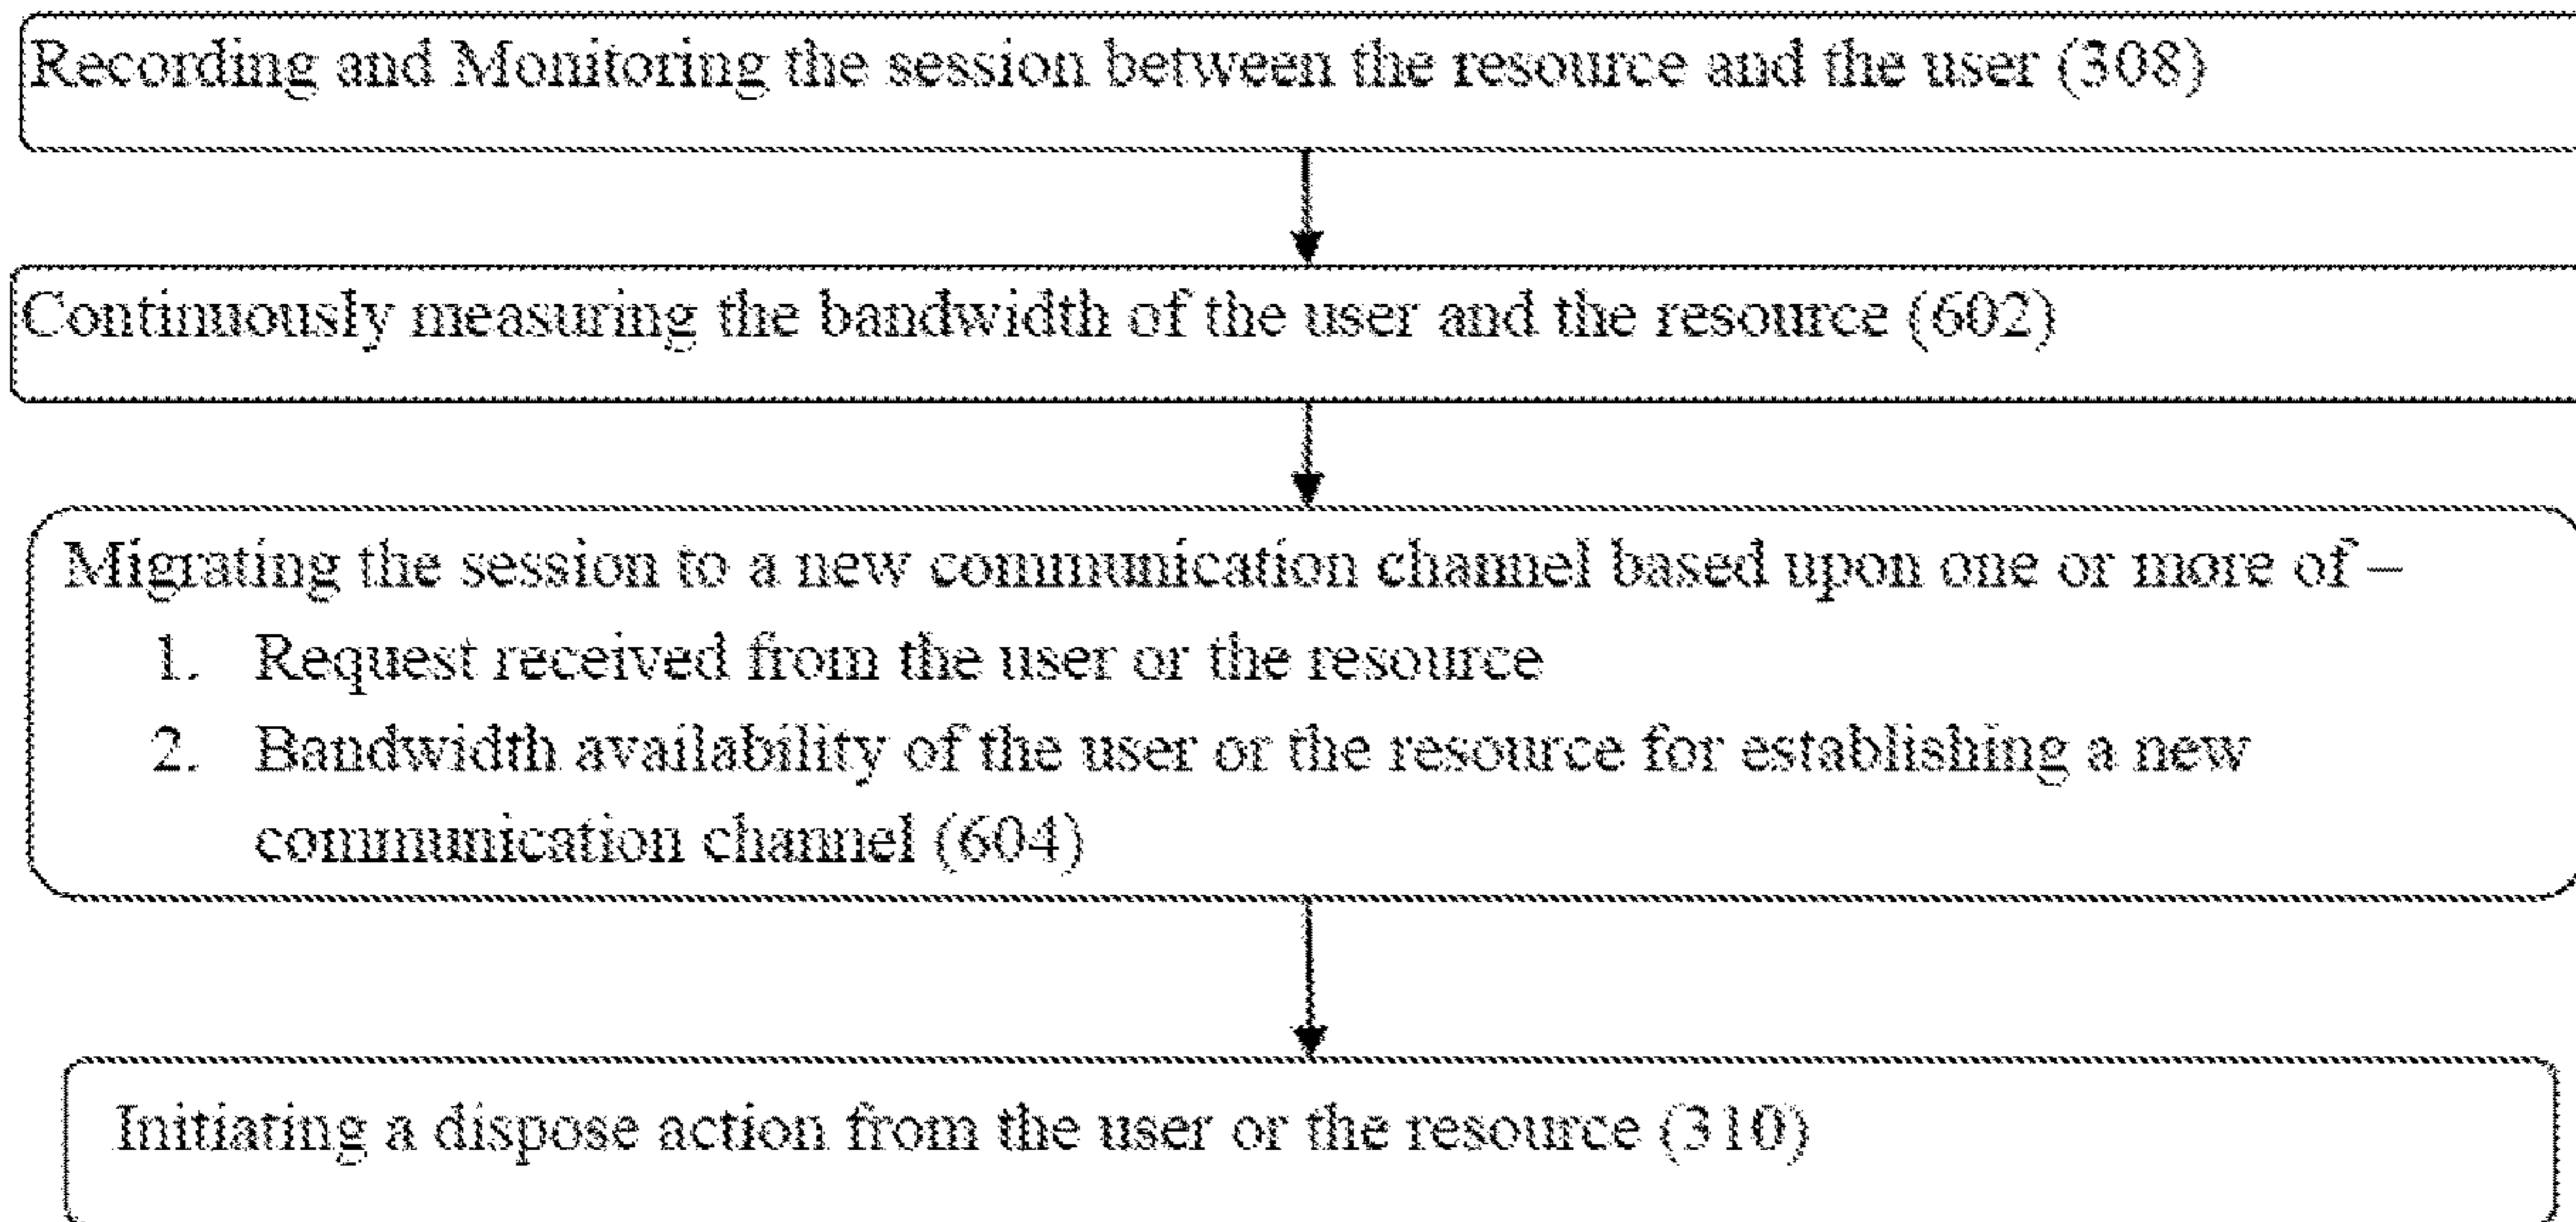 Recording and Monitoring the session between the resource and the user (308)
Continuously measuring the bandwidth of the user and the resource (602)
Migrating the session to a new communication channel based upon one or more of –
1. Request received from the user or the resource
2. Bandwidth availability of the user or the resource for establishing a new
communication channel (604)
Initiating a dispose action from the user or the resource (310)